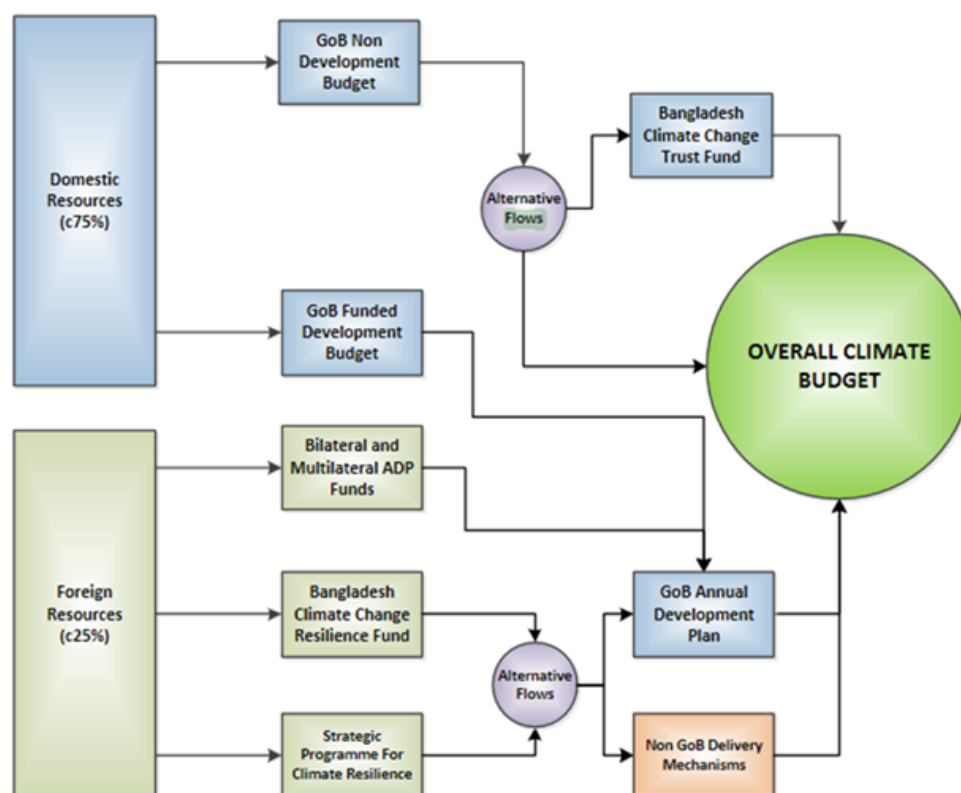 GoB Non
Development
Budget
Bangladesh
Climate Change
Trust Fund
Domestic
Resources
(c75%)
Alternative
Flows
GoB Funded
Development
Budget
OVERALL CLIMATE
BUDGET
Bilateral and
Multilateral ADP
Funds
Foreign
Resources
(c25%)
Bangladesh
Climate Change
Resilience Fund
GoB Annual
Development
Plan
Alternative
Flows
Strategic
Programme For
Climate Resilience
Non GoB Delivery
Mechanisms